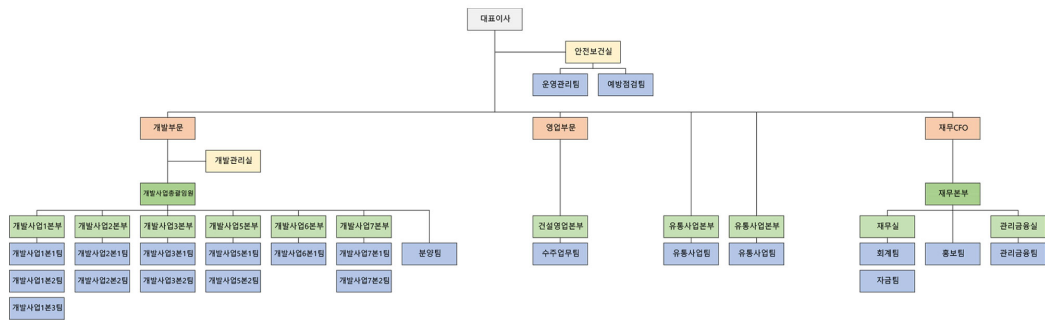 대표이사
안전보건실
운영관리팀 예방점검팀
개발부문 영업부문 재무CFO
개발관리실
개발사업총괄임원 재무본부
개발사업1본부 개발사업2본부 개발사업3본부 개발사업5본부 개발사업6본부 개발사업7본부 건설영업본부 유통사업본부 유통사업본부 재무실 관리금융실
개발사업1본1팀 개발사업2본1팀 개발사업3본1팀 개발사업5본1팀 개발사업6본1팀 개발사업7본1팀 분양팀 수주업무팀 유통사업팀 유통사업팀 회계팀 홍보팀 관리금융팀
개발사업1본2팀 개발사업2본2팀 개발사업3본2팀 개발사업5본2팀 개발사업7본2팀 자금팀
개발사업1본3팀